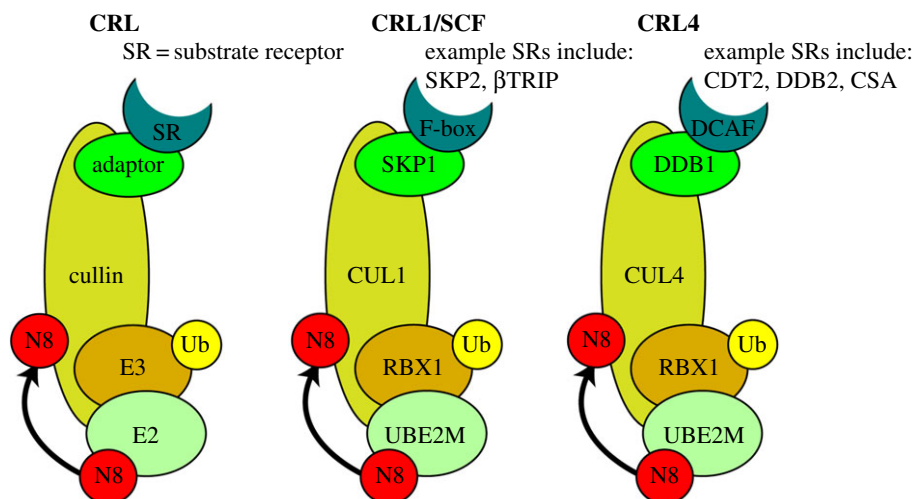 CRL
SR = substrate receptor
SR
adaptor
cullin
N8
E3
Ub
E2
N8
CRL1/SCF
example SRs include:
SKP2, βTRIP
F-box
SKP1
CUL1
N8
RBX1
Ub
UBE2M
N8
CRL4
example SRs include:
CDT2, DDB2, CSA
DCAF
DDB1
CUL4
N8
RBX1
Ub
UBE2M
N8